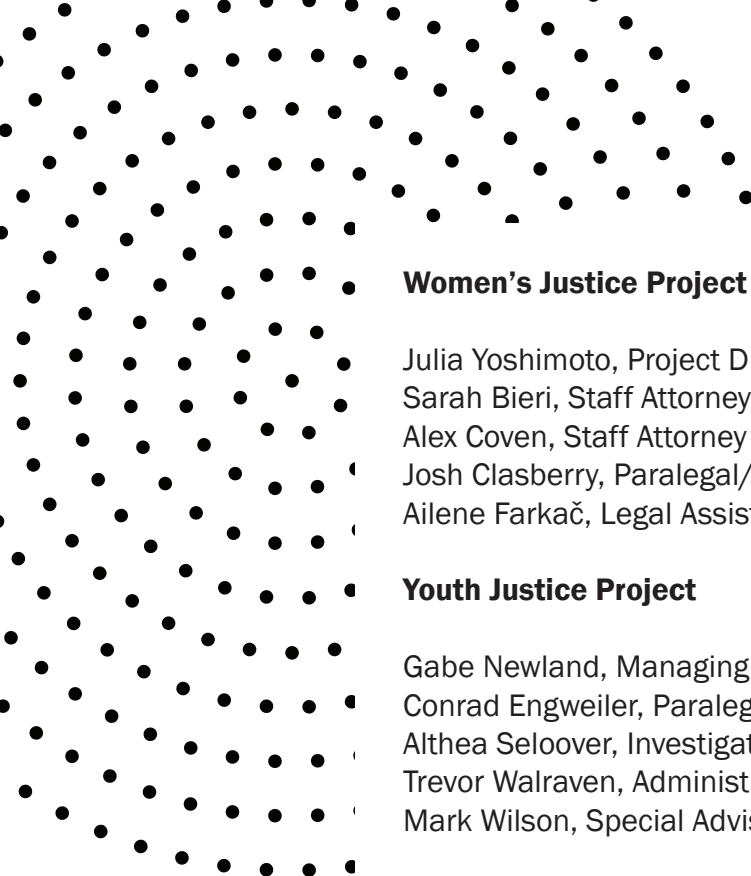 Women’s Justice Project
Julia Yoshimoto, Project D
Sarah Bieri, Staff Attorney
Alex Coven, Staff Attorney
Josh Clasberry, Paralegal/
Ailene Farkač, Legal Assis
Youth Justice Project
Gabe Newland, Managing
Conrad Engweiler, Paraleg
Althea Seloover, Investigat
Trevor Walraven, Administ
Mark Wilson, Special Advis